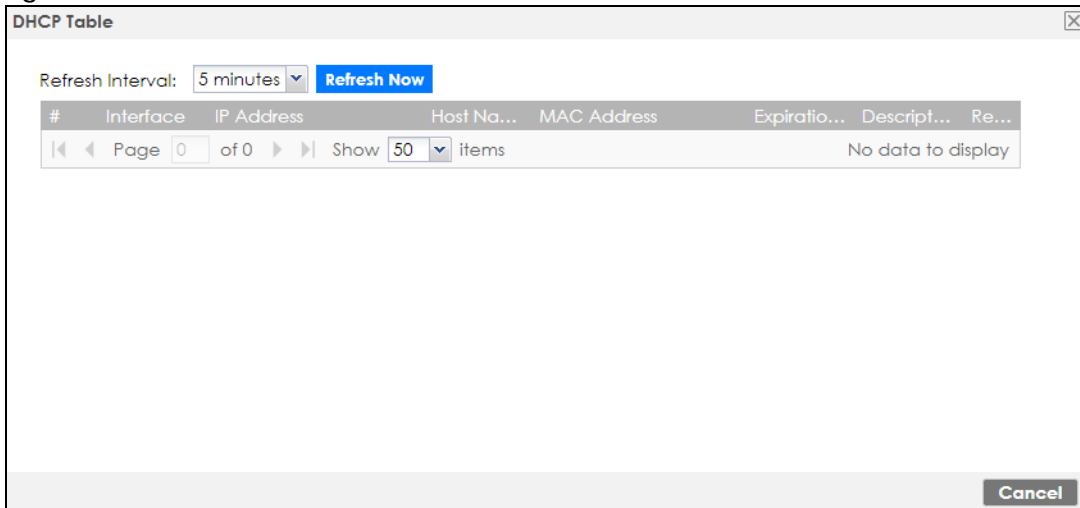 DHCP Table
Refresh Interval: 5 minutes Refresh Now
# Interface IP Address Host Na... MAC Address Expiratio... Descript... Re...
Page 0 of 0 Show 50 items No data to display
Cancel